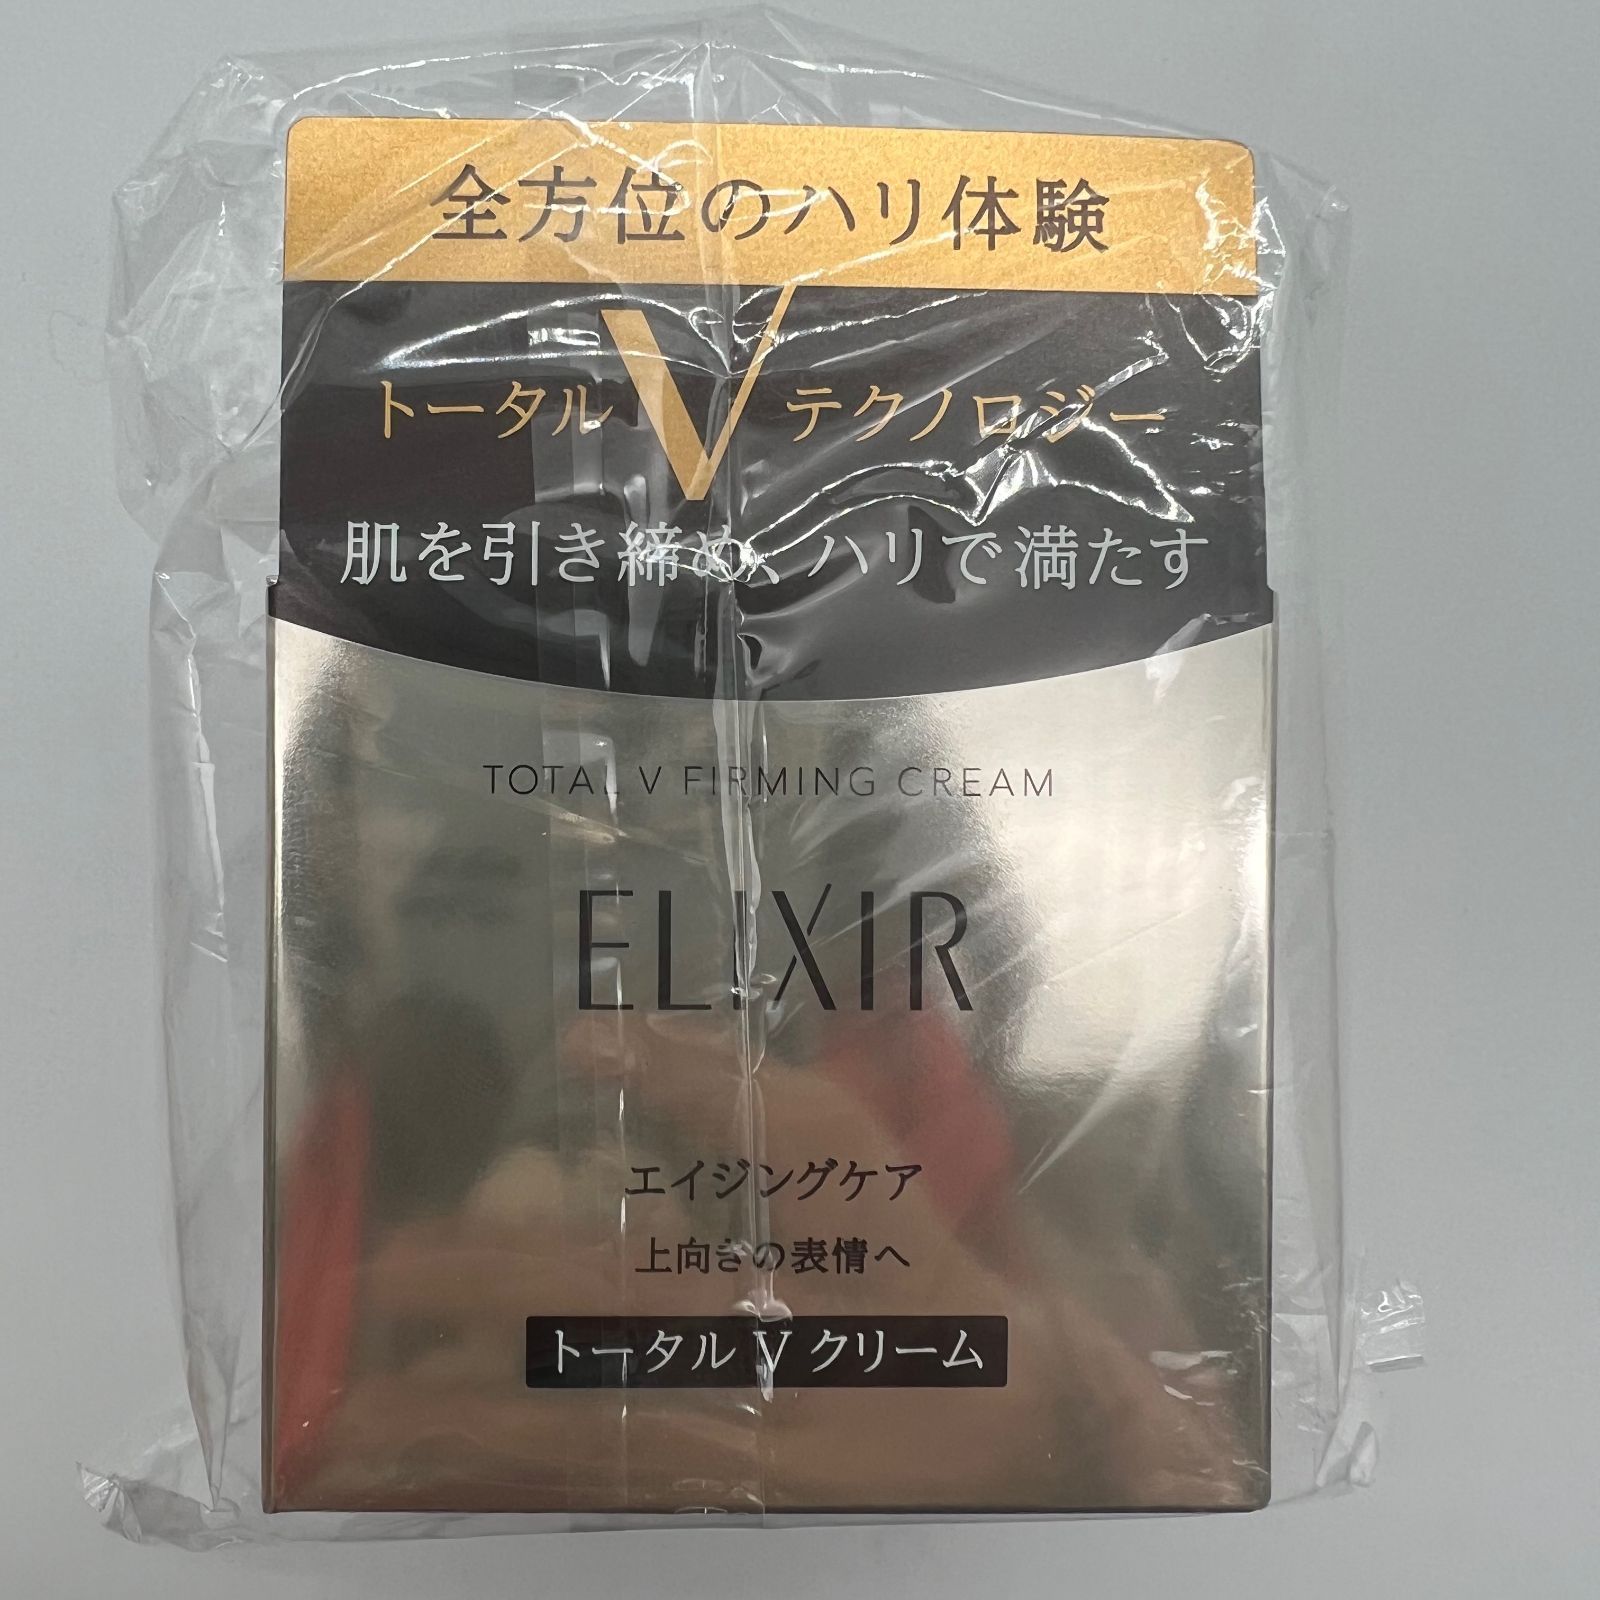 全方位のハリ体験
トータルVテクノロジー
肌を引き締め、ハリで満たす
TOTAL V FIRMING CREAM
ELIXIR
エイジングケア
上向きの表情へ
トータル V クリーム